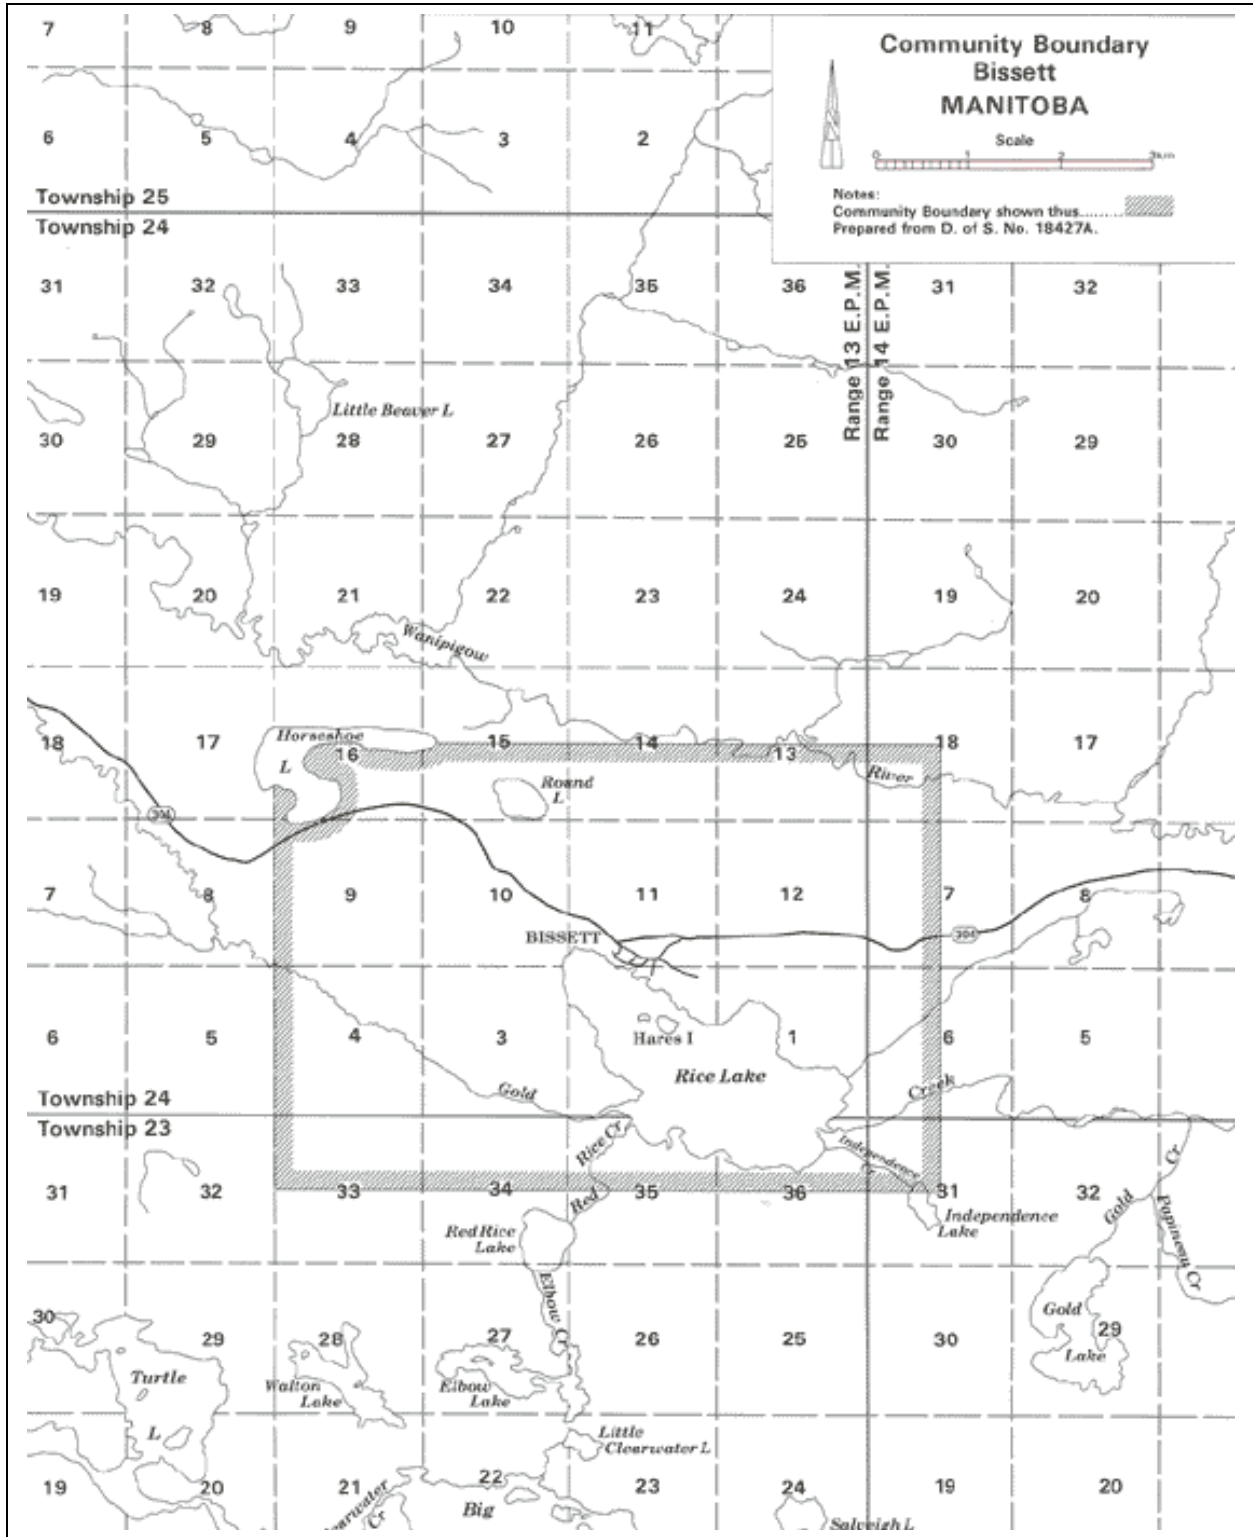 7 8 9 10 11
Community Boundary
Bissett
MANITOBA
Scale
0 1 2 3km
Notes:
Community Boundary shown thus........
Prepared from D. of S. No. 18427A.
6 5 4 3 2
Township 25
Township 24
31 32 33 34 35 36 31 32
Range 13 E.P.M.
Range 14 E.P.M.
Little Beaver L
30 29 28 27 26 25 30 29
19 20 21 22 23 24 19 20
Wanipigow
18 17 16 15 14 13 18 17
Horseshoe
L
River
Round
L
304
7 8 9 10 11 12 7 8
BISSETT
304
6 5 4 3 1 6 5
Hares I
Rice Lake
Gold
Creek
Township 24
Township 23
Rice Cr
Independence
Cr
Cr
31 32 33 34 35 36 31 32
Red
Gold
Papineau Cr
Red Rice
Lake
Independence
Lake
Elbow Cr
30 29 28 27 26 25 30 29
Gold
Lake
Turtle
L
Walton
Lake
Elbow
Lake
Little
Clearwater L
19 20 21 22 23 24 19 20
earwater
Cr
Big
Salveigh L